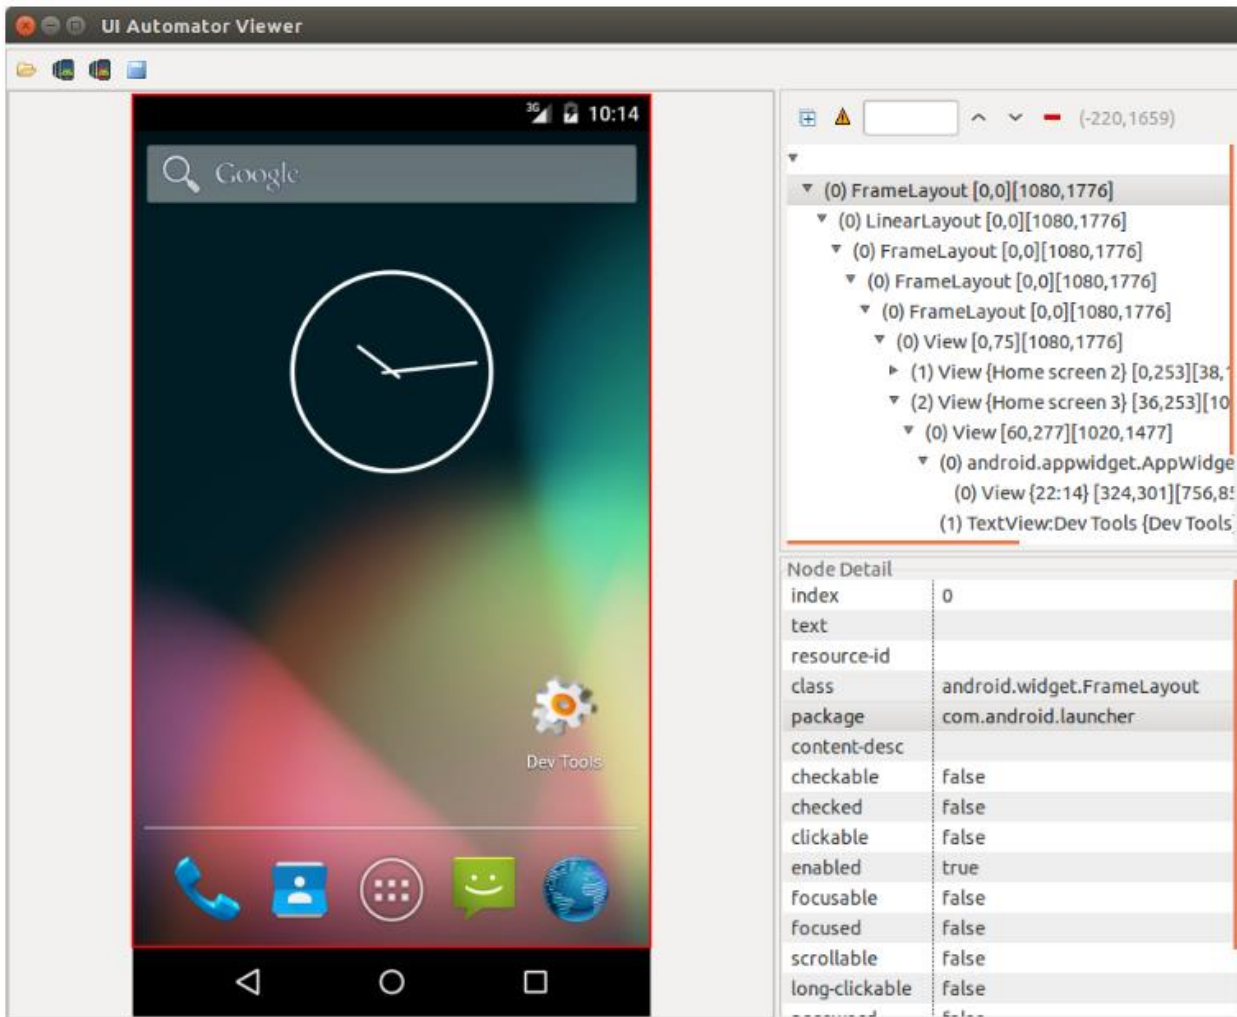 UI Automator Viewer
3G 10:14
Google
Dev Tools
(-220,1659)
(0) FrameLayout [0,0][1080,1776]
(0) LinearLayout [0,0][1080,1776]
(0) FrameLayout [0,0][1080,1776]
(0) FrameLayout [0,0][1080,1776]
(0) FrameLayout [0,0][1080,1776]
(0) View [0,75][1080,1776]
(1) View {Home screen 2} [0,253][38,
(2) View {Home screen 3} [36,253][10
(0) View [60,277][1020,1477]
(0) android.appwidget.AppWidge
(0) View {22:14} [324,301][756,
(1) TextView:Dev Tools {Dev Tools
Node Detail
index 0
text
resource-id
class android.widget.FrameLayout
package com.android.launcher
content-desc
checkable false
checked false
clickable false
enabled true
focusable false
focused false
scrollable false
long-clickable false